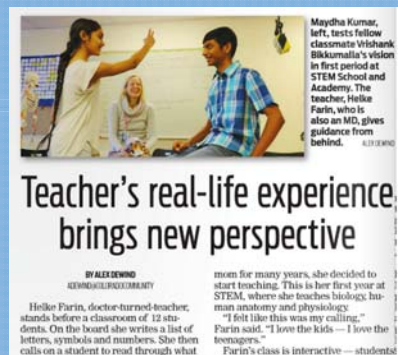 Maydha Kumar,
left, tests fellow
classmate Vrishank
Bikkumalla's vision
in first period at
STEM School and
Academy. The
teacher, Helke
Farin, who is
also an MD, gives
guidance from
behind. ALEX DEWIND
Teacher's real-life experience
brings new perspective
BY ALEX DEWIND
ADEWIND@COLORADOCOMMUNITY
Helke Farin, doctor-turned-teacher,
stands before a classroom of 12 stu-
dents. On the board she writes a list of
letters, symbols and numbers. She then
calls on a student to read through what
mom for many years, she decided to
start teaching. This is her first year at
STEM, where she teaches biology, hu-
man anatomy and physiology.
"I felt like this was my calling,"
Farin said. "I love the kids — I love the
teenagers."
Farin's class is interactive — students